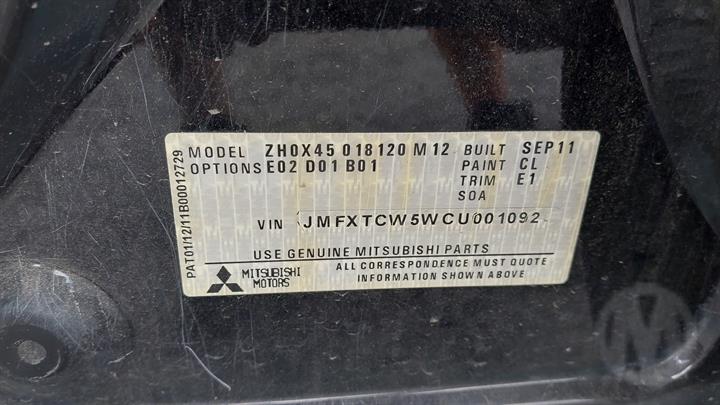 MODEL ZH0X45 018120 M 12 BUILT SEP11
OPTIONS E02 D01 B01 PAINT CL
TRIM E1
SOA
VIN JMFXTCW5WCU001092
USE GENUINE MITSUBISHI PARTS
MITSUBISHI MOTORS
ALL CORRESPONDENCE MUST QUOTE
INFORMATION SHOWN ABOVE
PAT01/12/11B00012729
M